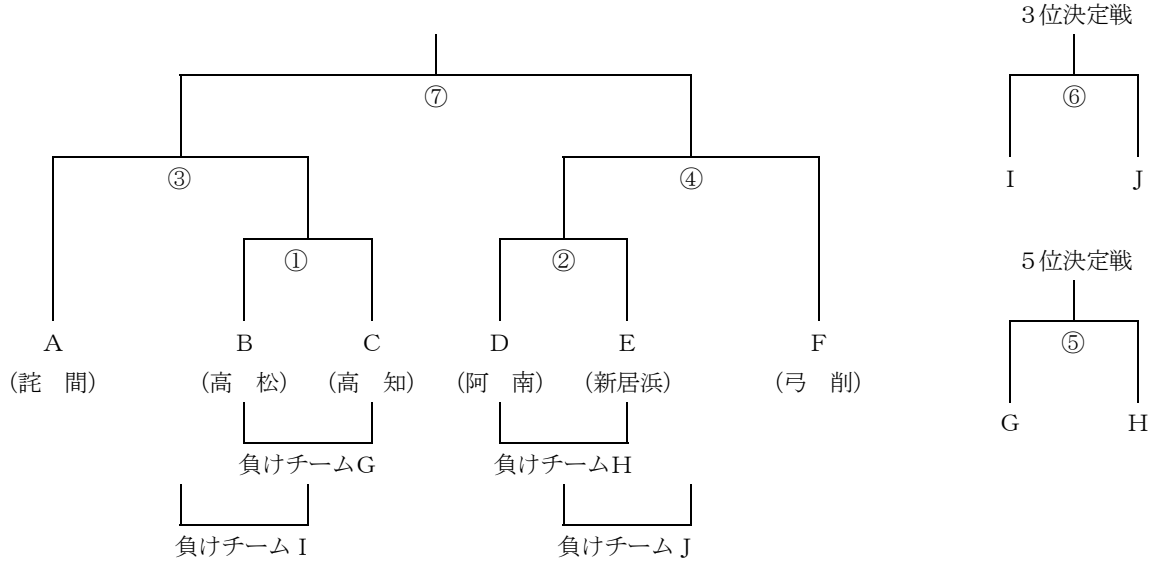 ３位決定戦
⑦
⑥
③
④
I
J
①
②
５位決定戦
A
B
C
D
E
F
⑤
(詫　間)
(高　松)
(高　知)
(阿　南)
(新居浜)
(弓　削)
G
H
負けチームG
負けチームH
負けチームI
負けチームJ